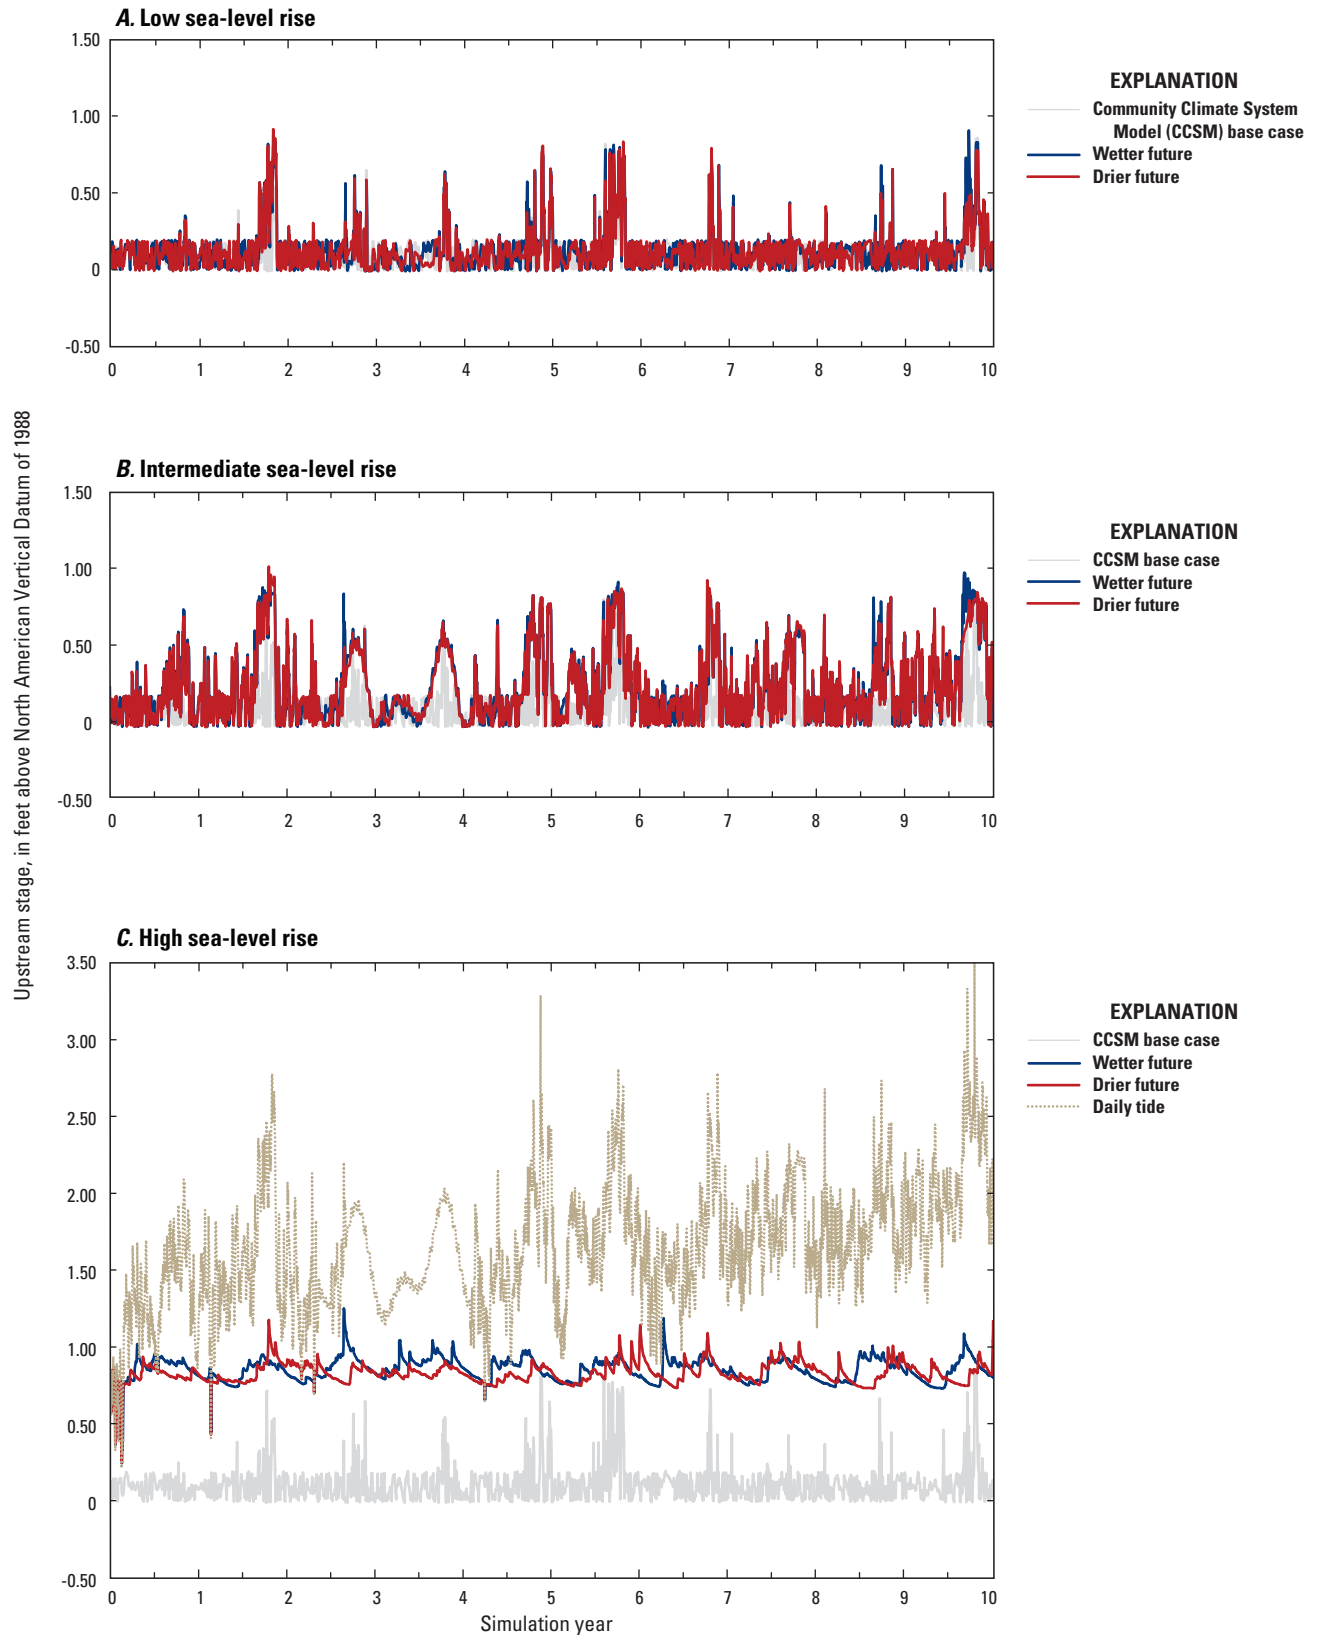 A. Low sea-level rise
1.50
1.00
0.50
0
-0.50
0 1 2 3 4 5 6 7 8 9 10
EXPLANATION
Community Climate System
Model (CCSM) base case
Wetter future
Drier future
Upstream stage, in feet above North American Vertical Datum of 1988
B. Intermediate sea-level rise
1.50
1.00
0.50
0
-0.50
0 1 2 3 4 5 6 7 8 9 10
EXPLANATION
CCSM base case
Wetter future
Drier future
C. High sea-level rise
3.50
3.00
2.50
2.00
1.50
1.00
0.50
0
-0.50
0 1 2 3 4 5 6 7 8 9 10
Simulation year
EXPLANATION
CCSM base case
Wetter future
Drier future
Daily tide